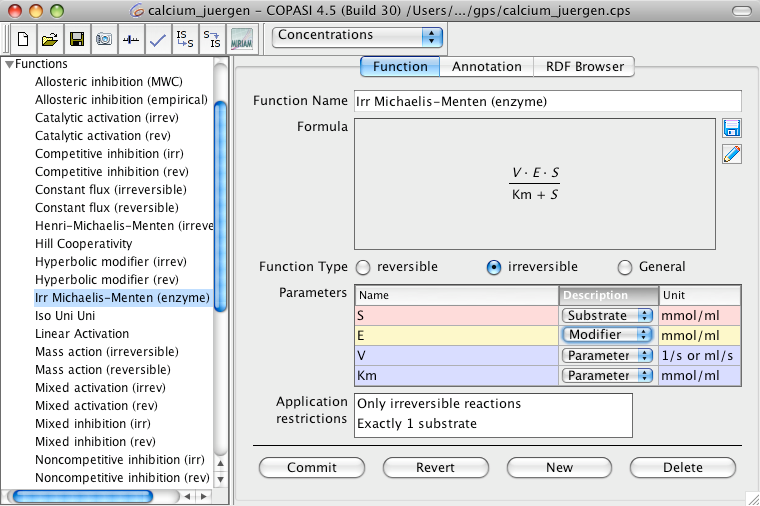 calcium_juergen - COPASI 4.5 (Build 30) /Users/.../gps/calcium_juergen.cps
IS
→S
S→
IS
MIRIAM
Concentrations
Functions
Allosteric inhibition (MWC)
Allosteric inhibition (empirical)
Catalytic activation (irrev)
Catalytic activation (rev)
Competitive inhibition (irr)
Competitive inhibition (rev)
Constant flux (irreversible)
Constant flux (reversible)
Henri-Michaelis-Menten (irreve
Hill Cooperativity
Hyperbolic modifier (irrev)
Hyperbolic modifier (rev)
Irr Michaelis-Menten (enzyme)
Iso Uni Uni
Linear Activation
Mass action (irreversible)
Mass action (reversible)
Mixed activation (irrev)
Mixed activation (rev)
Mixed inhibition (irr)
Mixed inhibition (rev)
Noncompetitive inhibition (irr)
Noncompetitive inhibition (rev)
Function Annotation RDF Browser
Function Name Irr Michaelis-Menten (enzyme)
Formula
V · E · S
Km + S
Function Type reversible irreversible General
Parameters Name Description Unit
S Substrate mmol/ml
E Modifier mmol/ml
V Parameter 1/s or ml/s
Km Parameter mmol/ml
Application restrictions
Only irreversible reactions
Exactly 1 substrate
Commit Revert New Delete